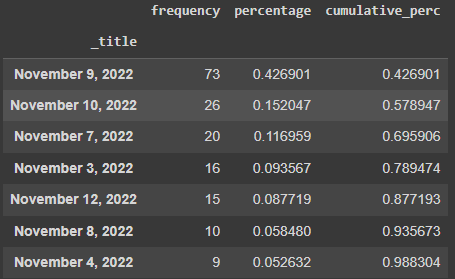 frequency percentage cumulative_perc
_title
November 9, 2022 73 0.426901 0.426901
November 10, 2022 26 0.152047 0.578947
November 7, 2022 20 0.116959 0.695906
November 3, 2022 16 0.093567 0.789474
November 12, 2022 15 0.087719 0.877193
November 8, 2022 10 0.058480 0.935673
November 4, 2022 9 0.052632 0.988304